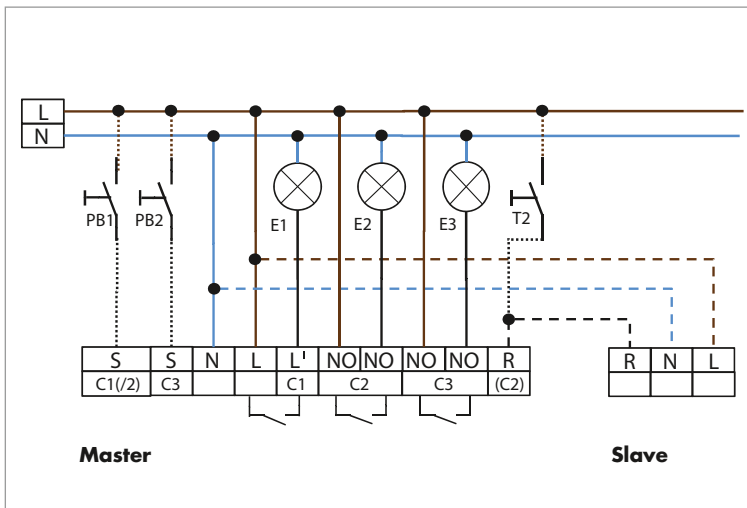 L
N
PB1 PB2 E1 E2 E3 T2
S S N L L' NO NO NO NO R R N L
C1(/2) C3 C1 C2 C3 (C2)
Master Slave